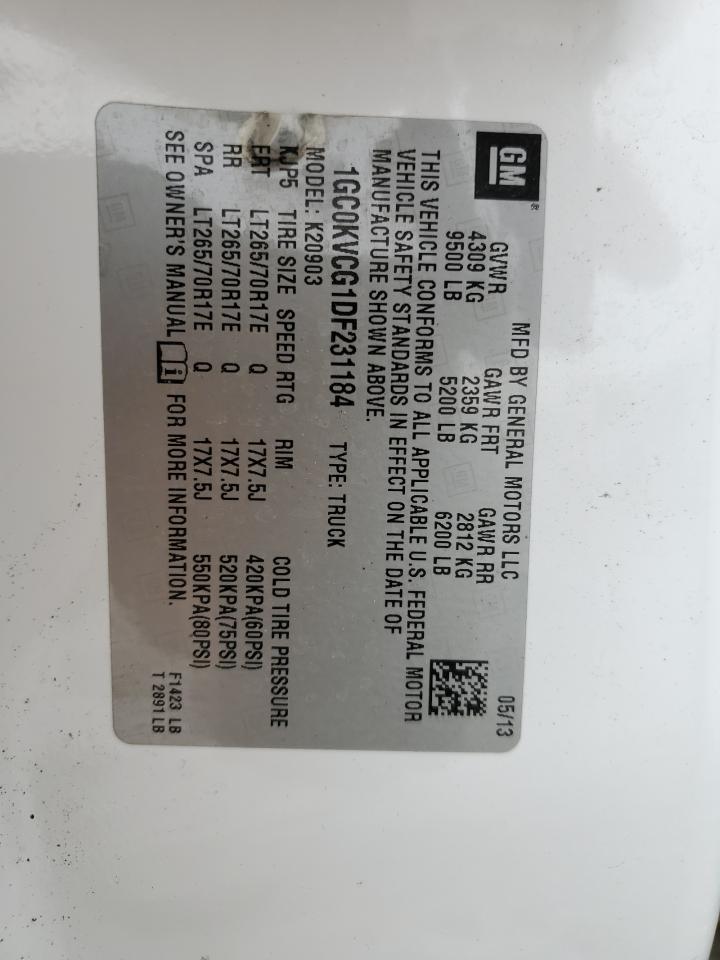 GM®
MFD BY GENERAL MOTORS LLC 05/13
GVWR GAWR FRT GAWR RR
4309 KG 2359 KG 2812 KG
9500 LB 5200 LB 6200 LB
THIS VEHICLE CONFORMS TO ALL APPLICABLE U.S. FEDERAL MOTOR
VEHICLE SAFETY STANDARDS IN EFFECT ON THE DATE OF
MANUFACTURE SHOWN ABOVE.
1GC0KVCG1DF231184 TYPE: TRUCK
MODEL: K20903
KJP5 TIRE SIZE SPEED RTG RIM COLD TIRE PRESSURE
FRT LT265/70R17E Q 17X7.5J 420KPA(60PSI)
RR LT265/70R17E Q 17X7.5J 520KPA(75PSI)
SPA LT265/70R17E Q 17X7.5J 550KPA(80PSI)
SEE OWNER'S MANUAL i FOR MORE INFORMATION.
F1423 LB
T 2891 LB